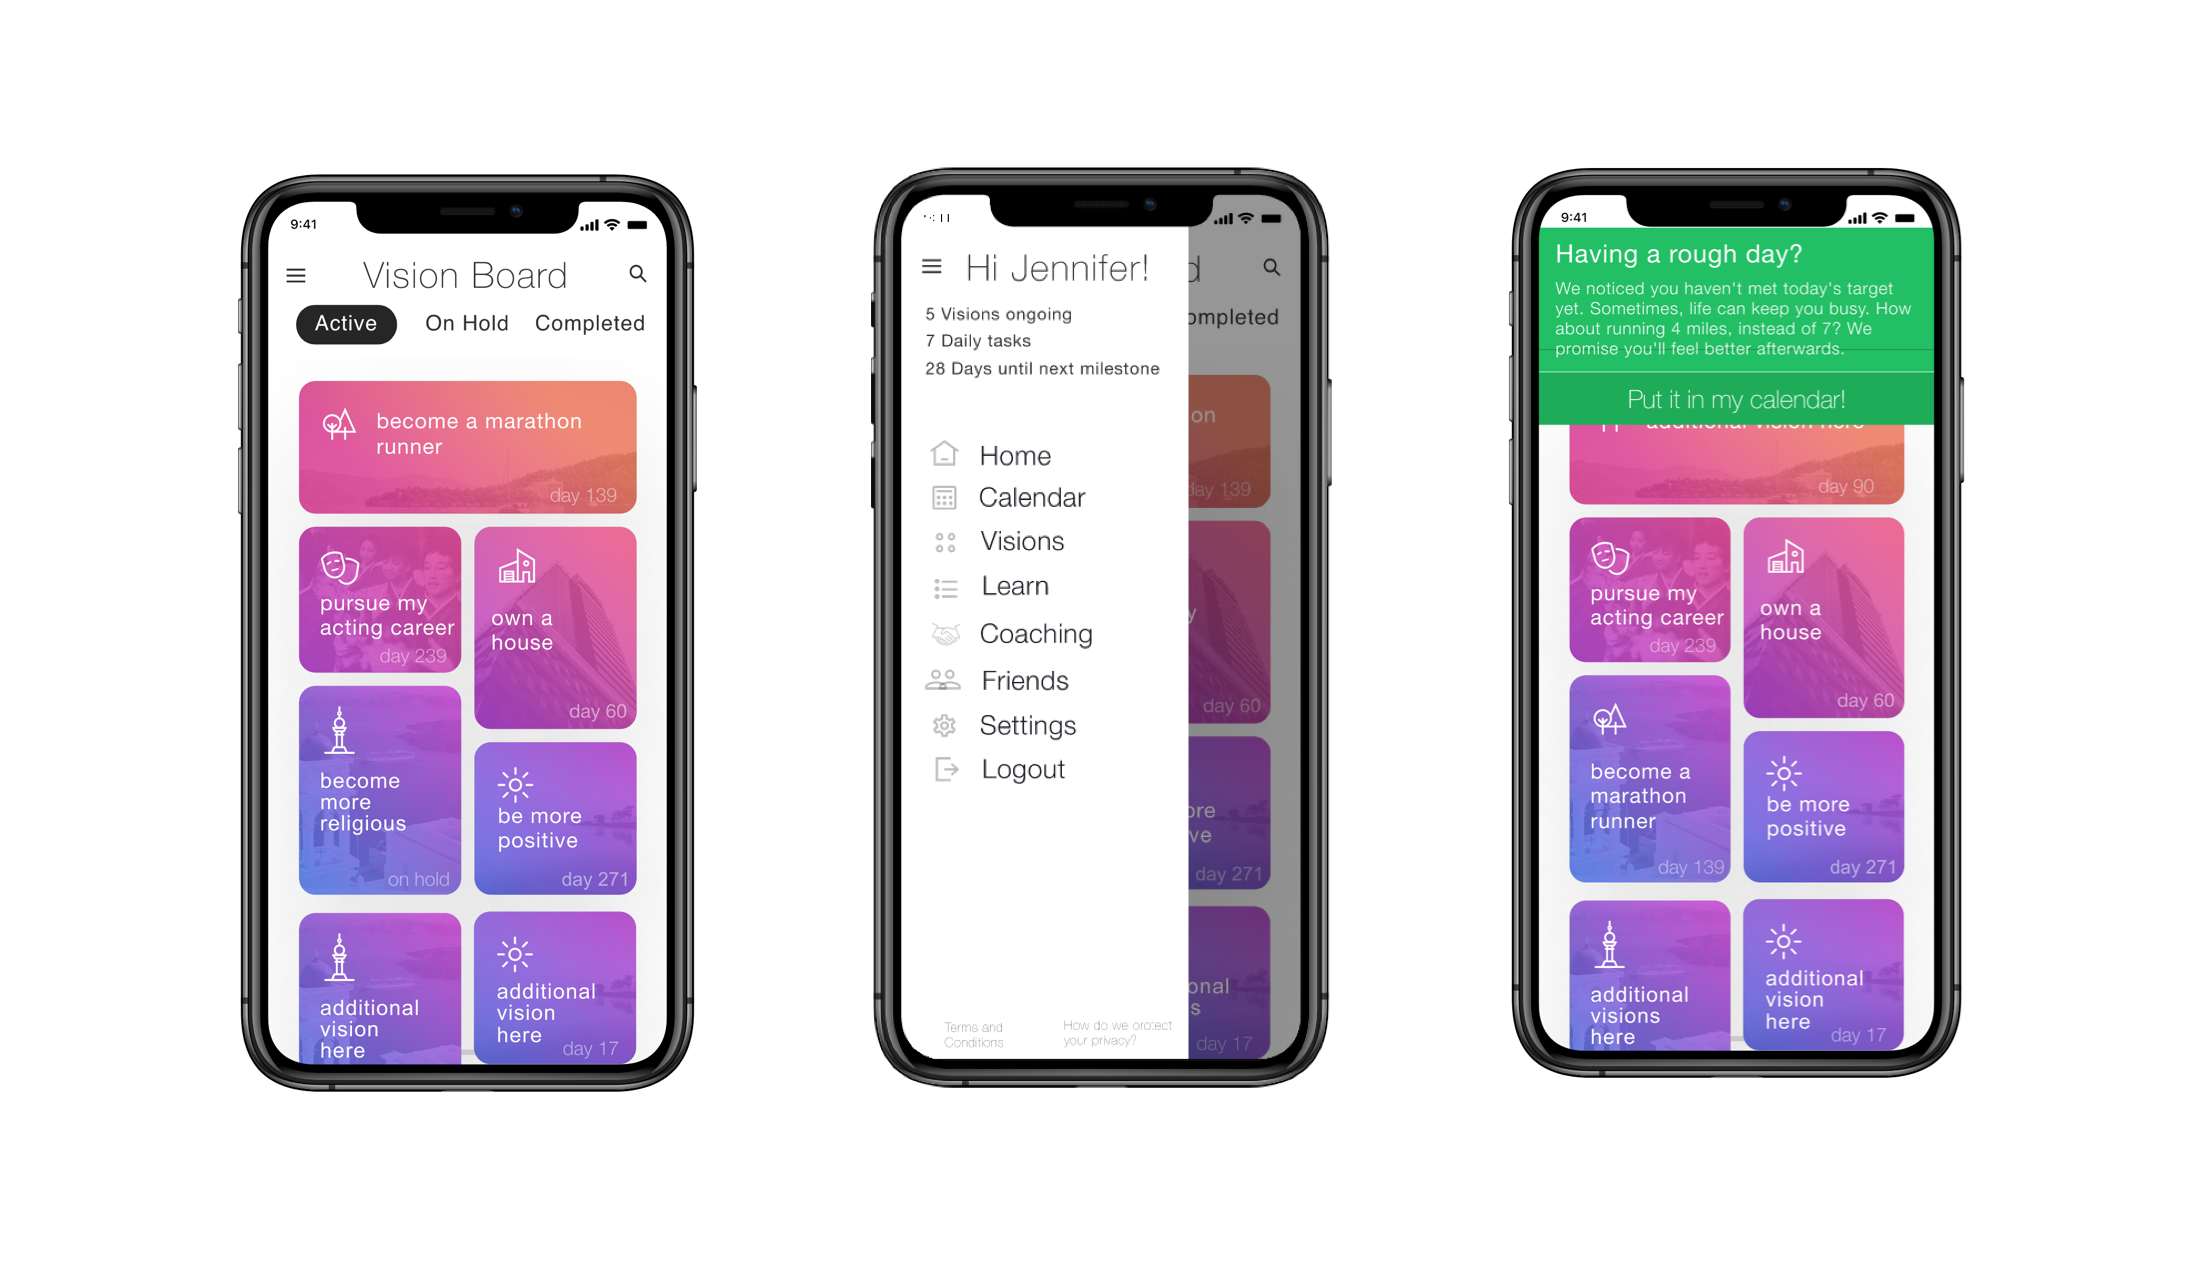 9:41
Vision Board
Active On Hold Completed
become a marathon
runner
day 139
pursue my
acting career
day 239
own a
house
day 60
become
more
religious
on hold
be more
positive
day 271
additional
vision
here
additional
vision
here
day 17
Hi Jennifer!
d
5 Visions ongoing
7 Daily tasks
28 Days until next milestone
ompleted
Home
Calendar
Visions
Learn
Coaching
Friends
Settings
Logout
Terms and
Conditions
How do we protect
your privacy?
on
day 139
y
day 60
ore
ve
day 271
onal
s
day 17
9:41
Having a rough day?
We noticed you haven't met today's target
yet. Sometimes, life can keep you busy. How
about running 4 miles, instead of 7? We
promise you'll feel better afterwards.
Put it in my calendar!
additional vision here
day 90
pursue my
acting career
day 239
own a
house
day 60
become a
marathon
runner
day 139
be more
positive
day 271
additional
visions
here
additional
vision
here
day 17